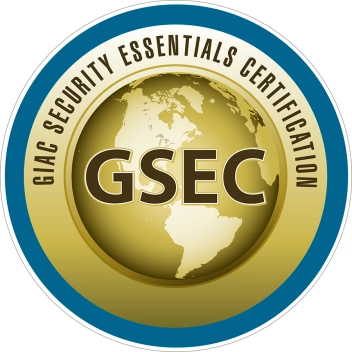 GIAC SECURITY ESSENTIALS CERTIFICATION
GSEC